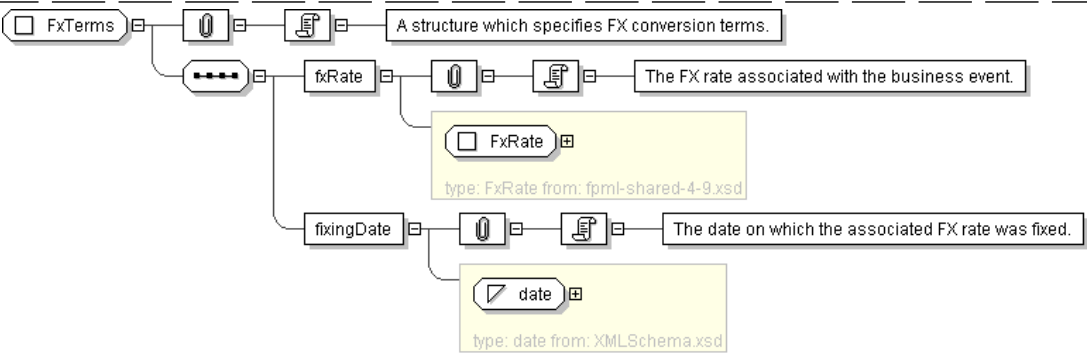 FxTerms
A structure which specifies FX conversion terms.
fxRate
The FX rate associated with the business event.
FxRate
type: FxRate from: fpml-shared-4-9.xsd
fixingDate
The date on which the associated FX rate was fixed.
date
type: date from: XMLSchema.xsd